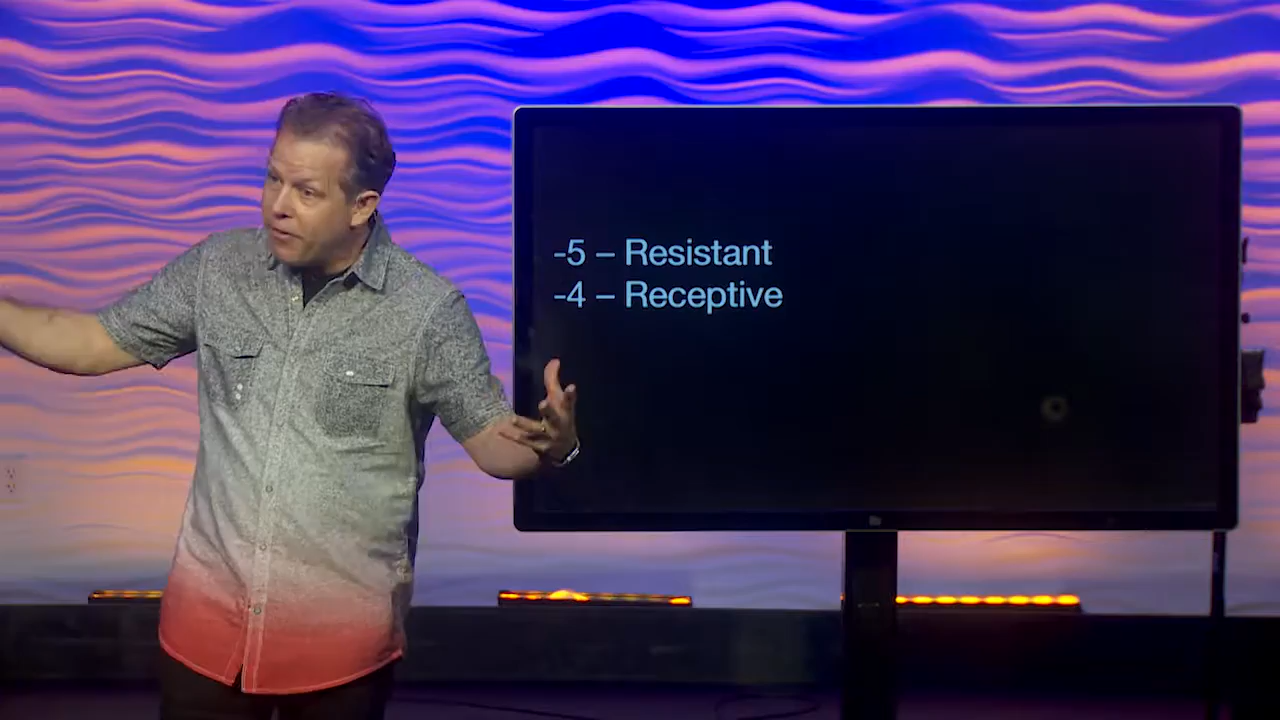 -5 – Resistant
-4 – Receptive